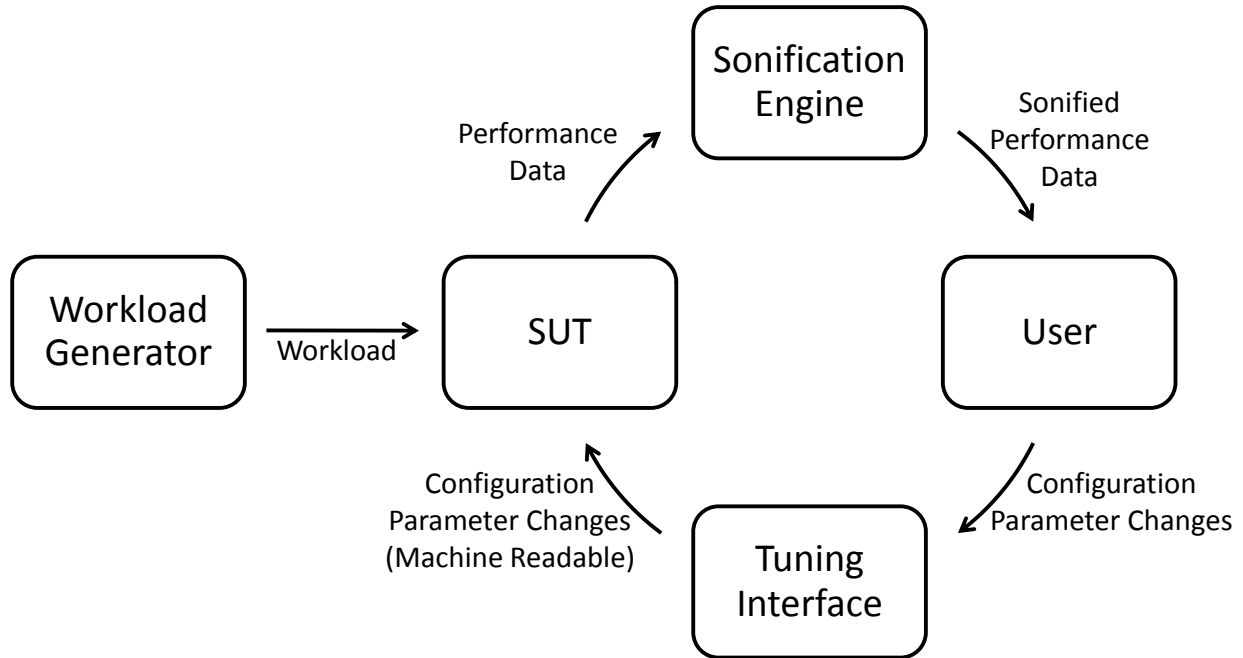 Sonification
Engine
Performance
Data
Sonified
Performance
Data
Workload
Generator
Workload
SUT
User
Configuration
Parameter Changes
(Machine Readable)
Configuration
Parameter Changes
Tuning
Interface